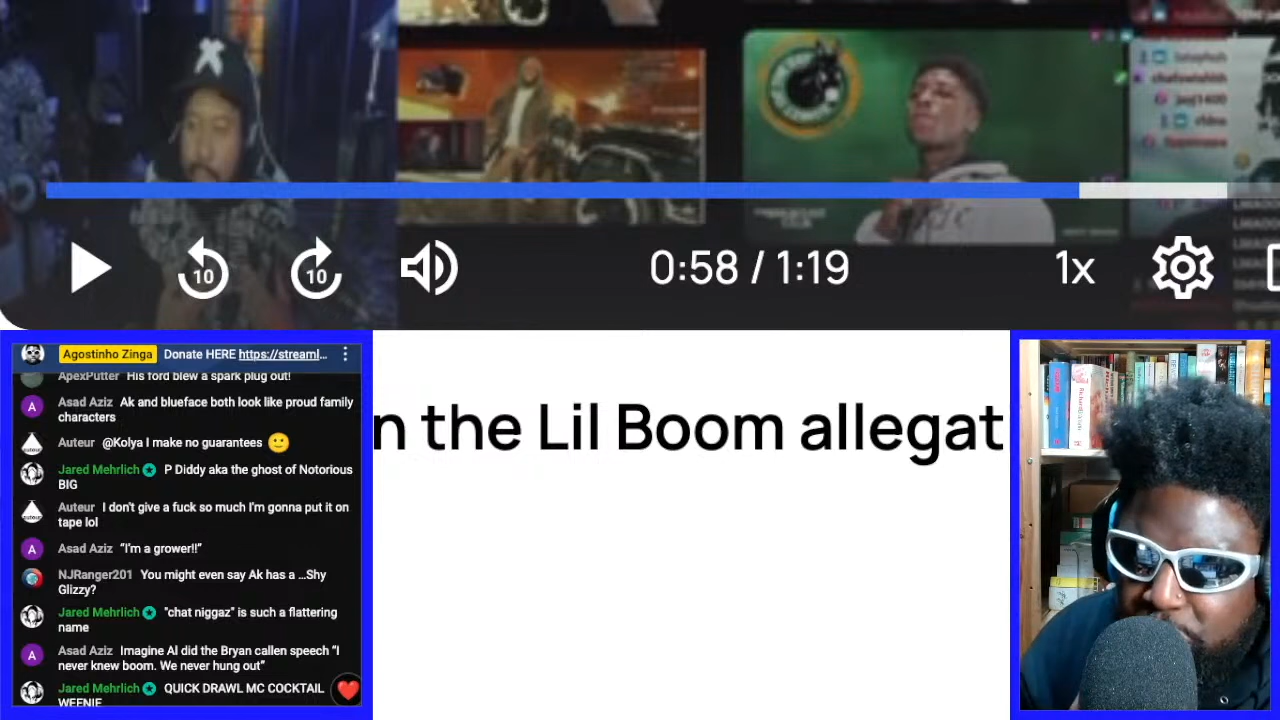 0:58 / 1:19
1x
10
10
Agostinho Zinga Donate HERE https://streaml...
ApexPutter His ford blew a spark plug out!
Asad Aziz Ak and blueface both look like proud family
characters
Auteur @Kolya I make no guarantees 🙂
Jared Mehrlich P Diddy aka the ghost of Notorious
BIG
Auteur I don't give a fuck so much I'm gonna put it on
tape lol
Asad Aziz “I'm a grower!!”
NJRanger201 You might even say Ak has a ...Shy
Glizzy?
Jared Mehrlich "chat niggaz" is such a flattering
name
Asad Aziz Imagine Al did the Bryan callen speech “I
never knew boom. We never hung out”
Jared Mehrlich QUICK DRAWL MC COCKTAIL
WEENIE
n the Lil Boom allegat